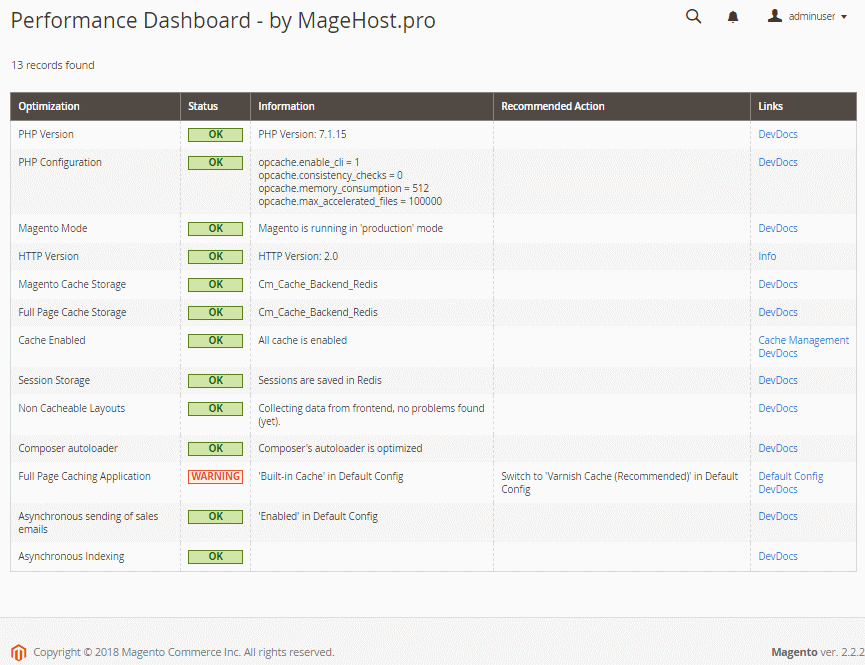 Performance Dashboard - by MageHost.pro
adminuser
13 records found
Optimization Status Information Recommended Action Links
PHP Version OK PHP Version: 7.1.15 DevDocs
PHP Configuration OK opcache.enable_cli = 1 DevDocs
opcache.consistency_checks = 0
opcache.memory_consumption = 512
opcache.max_accelerated_files = 100000
Magento Mode OK Magento is running in 'production' mode DevDocs
HTTP Version OK HTTP Version: 2.0 Info
Magento Cache Storage OK Cm_Cache_Backend_Redis DevDocs
Full Page Cache Storage OK Cm_Cache_Backend_Redis DevDocs
Cache Enabled OK All cache is enabled Cache Management
DevDocs
Session Storage OK Sessions are saved in Redis DevDocs
Non Cacheable Layouts OK Collecting data from frontend, no problems found DevDocs
(yet).
Composer autoloader OK Composer's autoloader is optimized DevDocs
Full Page Caching Application WARNING 'Built-in Cache' in Default Config Switch to 'Varnish Cache (Recommended)' in Default Default Config
Config DevDocs
Asynchronous sending of sales OK 'Enabled' in Default Config DevDocs
emails
Asynchronous Indexing OK DevDocs
Copyright © 2018 Magento Commerce Inc. All rights reserved. Magento ver. 2.2.2